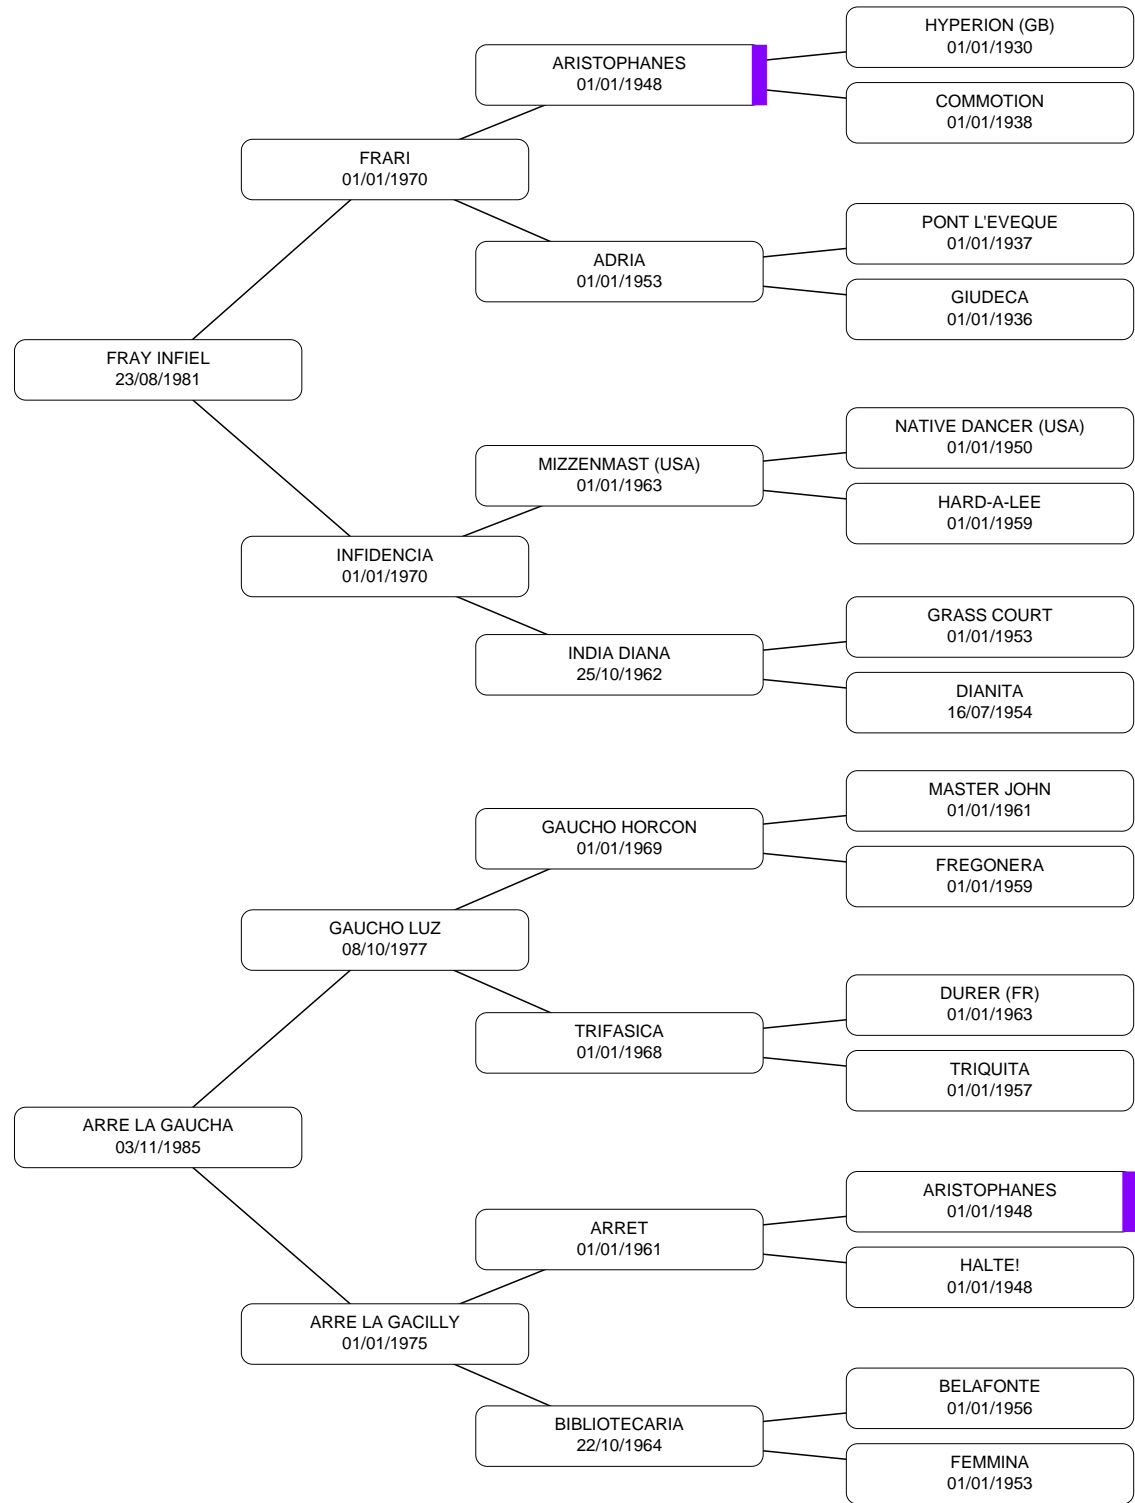 HYPERION (GB)
01/01/1930
ARISTOPHANES
01/01/1948
COMMOTION
01/01/1938
FRARI
01/01/1970
PONT L'EVEQUE
01/01/1937
ADRIA
01/01/1953
GIUDECA
01/01/1936
FRAY INFIEL
23/08/1981
NATIVE DANCER (USA)
01/01/1950
MIZZENMAST (USA)
01/01/1963
HARD-A-LEE
01/01/1959
INFIDENCIA
01/01/1970
GRASS COURT
01/01/1953
INDIA DIANA
25/10/1962
DIANITA
16/07/1954
MASTER JOHN
01/01/1961
GAUCHO HORCON
01/01/1969
FREGONERA
01/01/1959
GAUCHO LUZ
08/10/1977
DURER (FR)
01/01/1963
TRIFASICA
01/01/1968
TRIQUITA
01/01/1957
ARRE LA GAUCHA
03/11/1985
ARISTOPHANES
01/01/1948
ARRET
01/01/1961
HALTE!
01/01/1948
ARRE LA GACILLY
01/01/1975
BELAFONTE
01/01/1956
BIBLIOTECARIA
22/10/1964
FEMMINA
01/01/1953